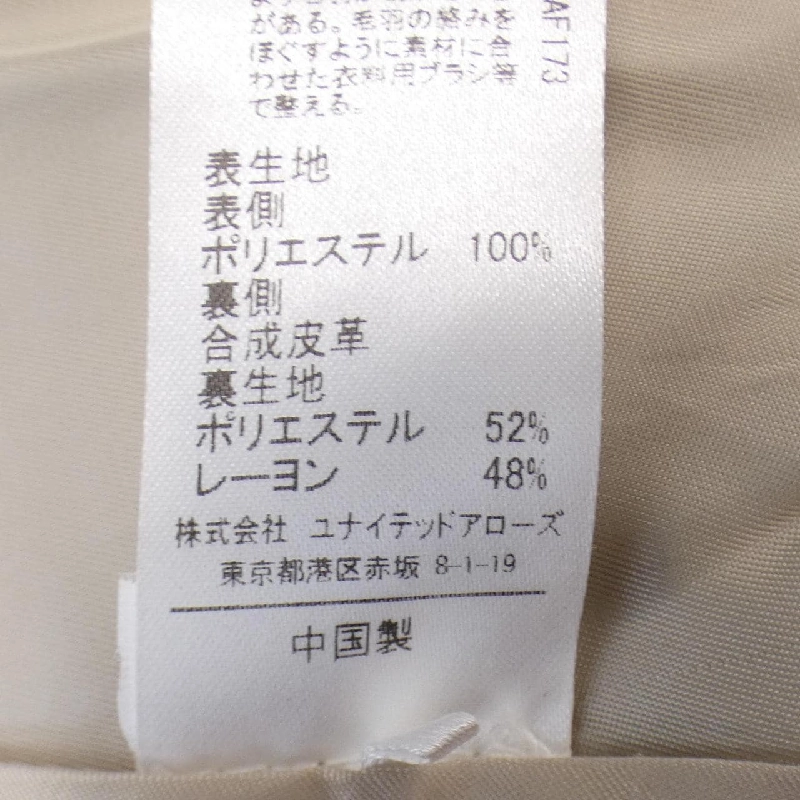 がある。毛羽の絡みを
ほぐすように素材に合
わせた衣料用ブラシ等
で整える。
AF173
表生地
表側
ポリエステル 100%
裏側
合成皮革
裏生地
ポリエステル 52%
レーヨン 48%
株式会社 ユナイテッドアローズ
東京都港区赤坂 8-1-19
中国製